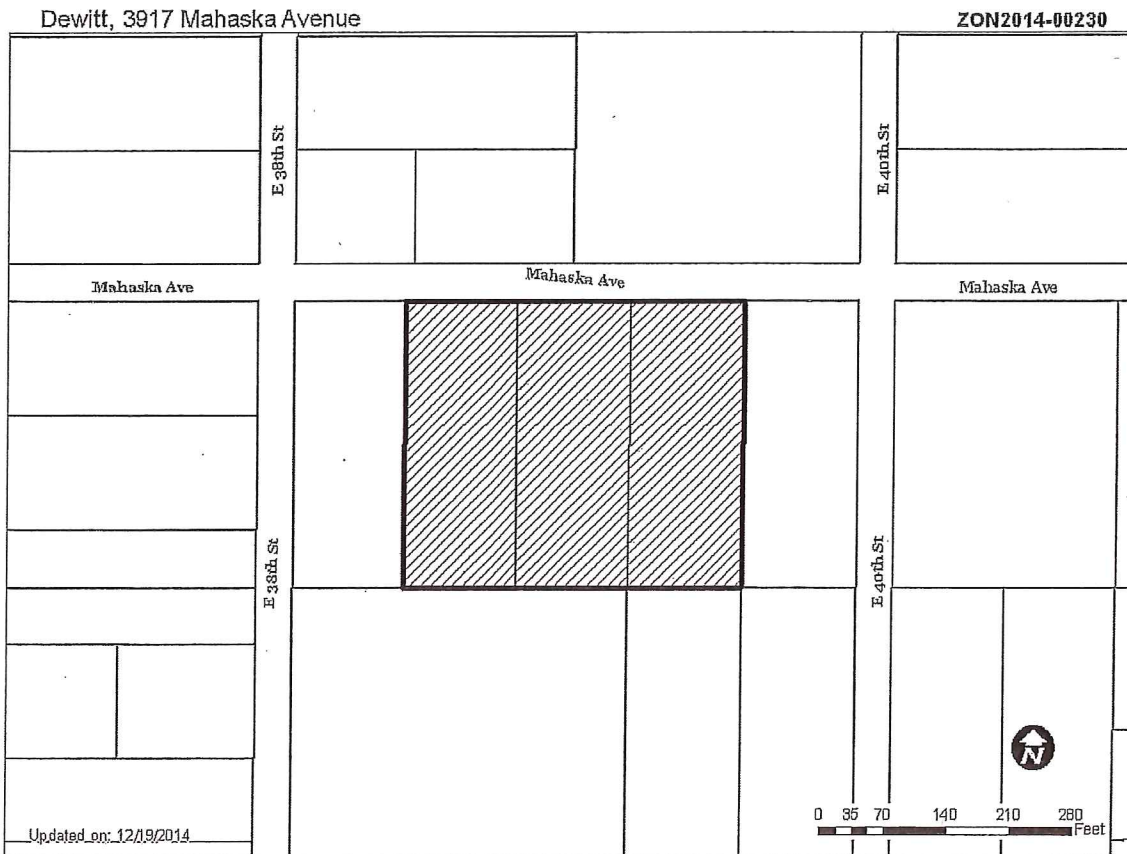 Dewitt, 3917 Mahaska Avenue
ZON2014-00230
E 38th St
E 40th St
Mahaska Ave
Mahaska Ave
Mahaska Ave
E 38th St
E 40th St
N
0 35 70 140 210 280
Feet
Updated on: 12/19/2014